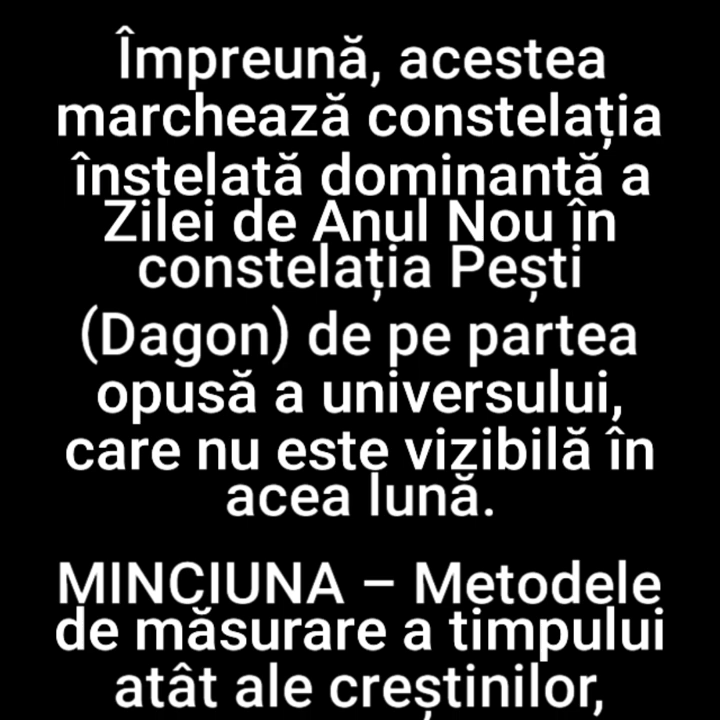 Împreună, acestea
marchează constelația
înstelată dominantă a
Zilei de Anul Nou în
constelația Pești
(Dagon) de pe partea
opusă a universului,
care nu este vizibilă în
acea lună.
MINCIUNA – Metodele
de măsurare a timpului
atât ale creștinilor,